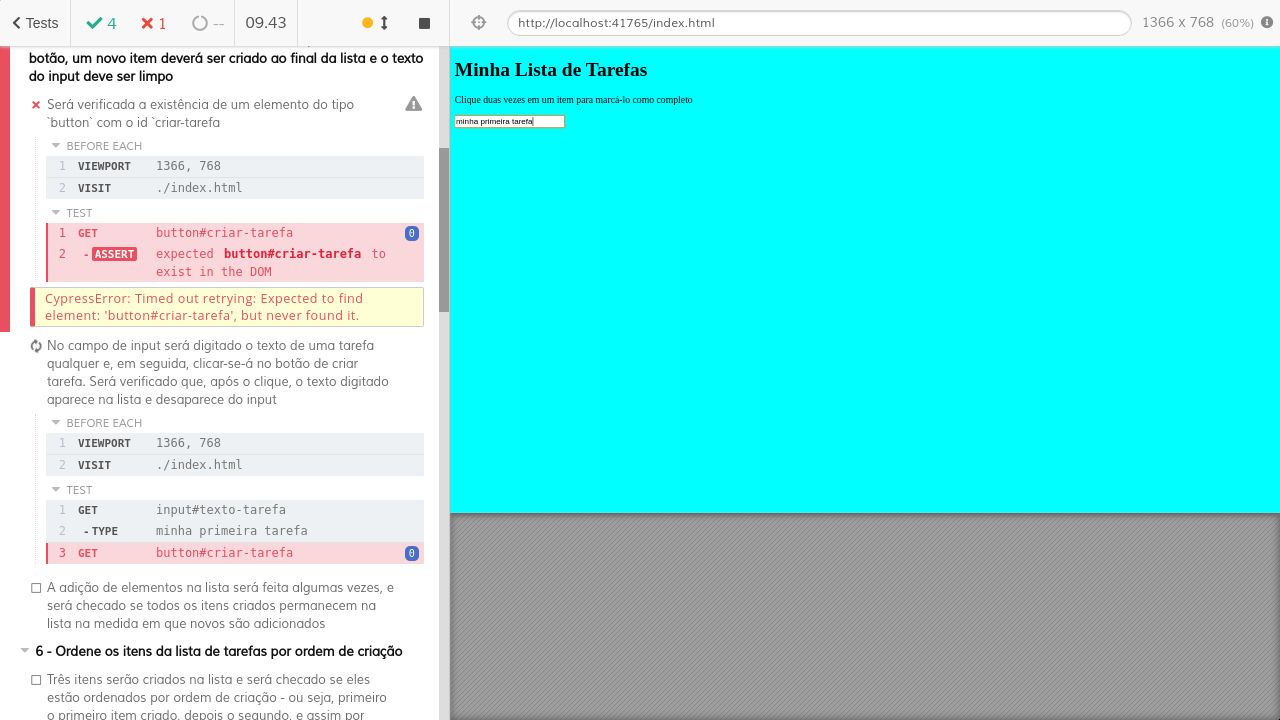 Tests
4
1
--
09.43
http://localhost:41765/index.html
1366 x 768 (60%)
botão, um novo item deverá ser criado ao final da lista e o texto
do input deve ser limpo
Será verificada a existência de um elemento do tipo
`button` com o id `criar-tarefa
BEFORE EACH
1 VIEWPORT 1366, 768
2 VISIT ./index.html
TEST
1 GET button#criar-tarefa 0
2 -ASSERT expected button#criar-tarefa to
exist in the DOM
CypressError: Timed out retrying: Expected to find
element: 'button#criar-tarefa', but never found it.
No campo de input será digitado o texto de uma tarefa
qualquer e, em seguida, clicar-se-á no botão de criar
tarefa. Será verificado que, após o clique, o texto digitado
aparece na lista e desaparece do input
BEFORE EACH
1 VIEWPORT 1366, 768
2 VISIT ./index.html
TEST
1 GET input#texto-tarefa
2 -TYPE minha primeira tarefa
3 GET button#criar-tarefa 0
A adição de elementos na lista será feita algumas vezes, e
será checado se todos os itens criados permanecem na
lista na medida em que novos são adicionados
6 - Ordene os itens da lista de tarefas por ordem de criação
Três itens serão criados na lista e será checado se eles
estão ordenados por ordem de criação - ou seja, primeiro
o primeiro item criado, depois o segundo, e assim por
Minha Lista de Tarefas
Clique duas vezes em um item para marcá-lo como completo
minha primeira tarefa